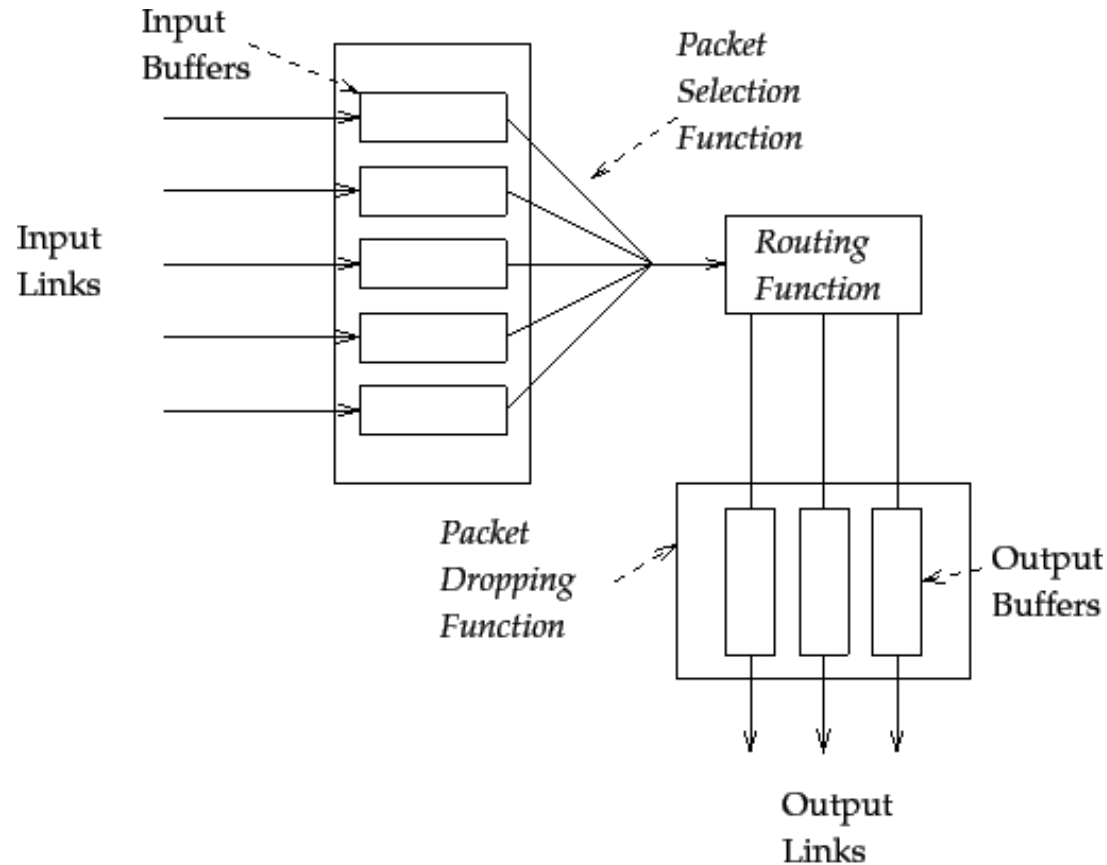 Input
Buffers
Packet
Selection
Function
Input
Links
Routing
Function
Packet
Dropping
Function
Output
Buffers
Output
Links